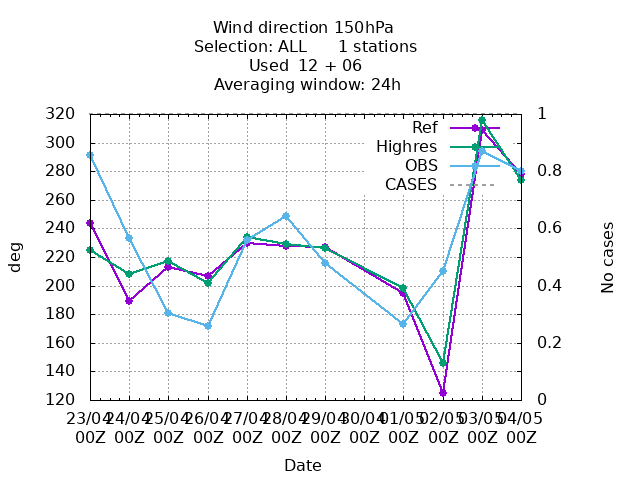 Wind direction 150hPa
Selection: ALL 1 stations
Used 12 + 06
Averaging window: 24h
320 1
300
280 0.8
260
240 0.6
220
200 0.4
180
160 0.2
140
120 0
Ref
Highres
OBS
CASES
deg
No cases
23/04 24/04 25/04 26/04 27/04 28/04 29/04 30/04 01/05 02/05 03/05 04/05
00Z 00Z 00Z 00Z 00Z 00Z 00Z 00Z 00Z 00Z 00Z 00Z
Date